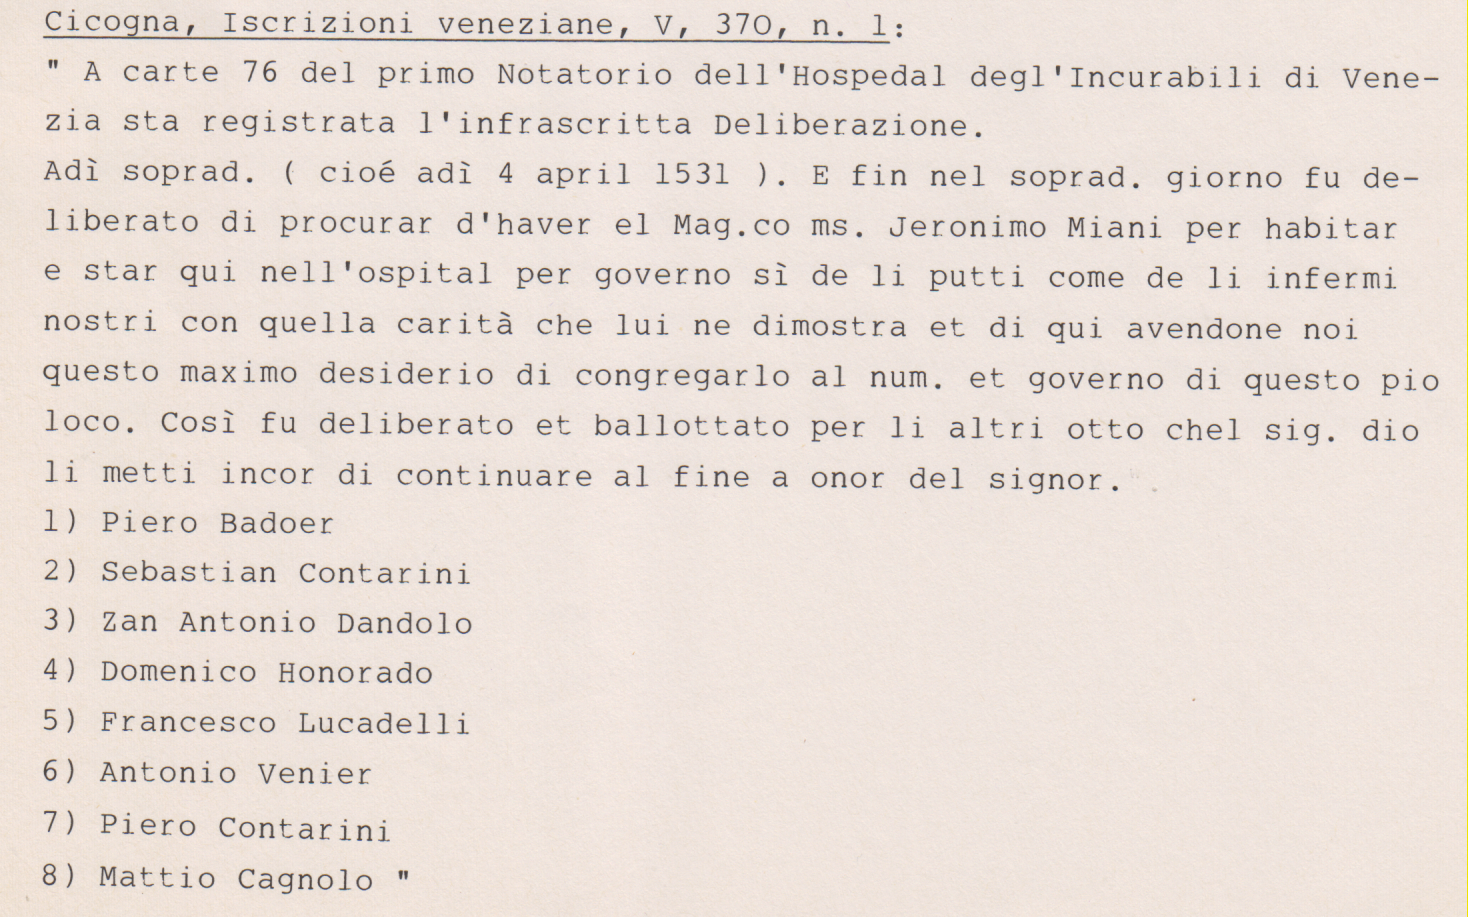 Cicogna, Iscrizioni veneziane, V, 370, n. 1:
" A carte 76 del primo Notatorio dell'Hospedal degl'Incurabili di Vene-
zia sta registrata l'infrascritta Deliberazione.
Adì soprad. ( cioé adì 4 april 1531 ). E fin nel soprad. giorno fu de-
liberato di procurar d'haver el Mag.co ms. Jeronimo Miani per habitar
e star qui nell'ospital per governo sì de li putti come de li infermi
nostri con quella carità che lui ne dimostra et di qui avendone noi
questo maximo desiderio di congregarlo al num. et governo di questo pio
loco. Così fu deliberato et ballottato per li altri otto chel sig. dio
li metti incor di continuare al fine a onor del signor.
1) Piero Badoer
2) Sebastian Contarini
3) Zan Antonio Dandolo
4) Domenico Honorado
5) Francesco Lucadelli
6) Antonio Venier
7) Piero Contarini
8) Mattio Cagnolo "